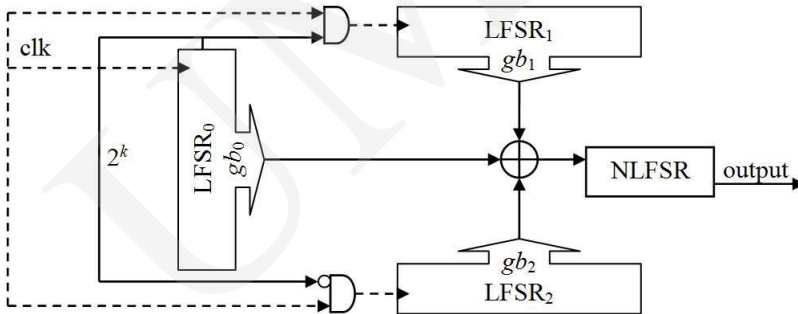 LFSR₁
gb₁
clk
LFSR₀
gb₀
2ᵏ
NLFSR
output
gb₂
LFSR₂